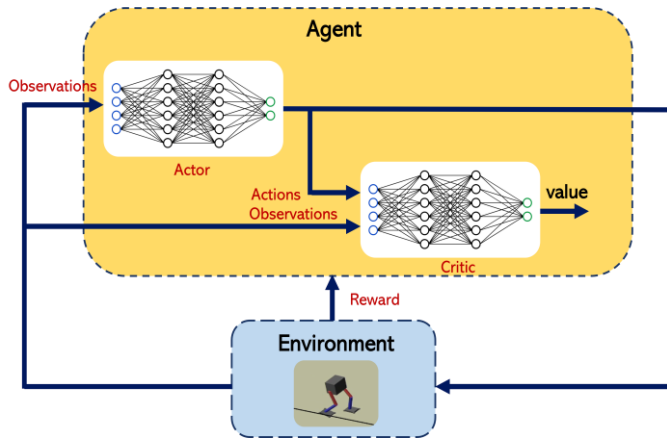 Agent
Observations
Actor
Actions
Observations
value
Critic
Reward
Environment